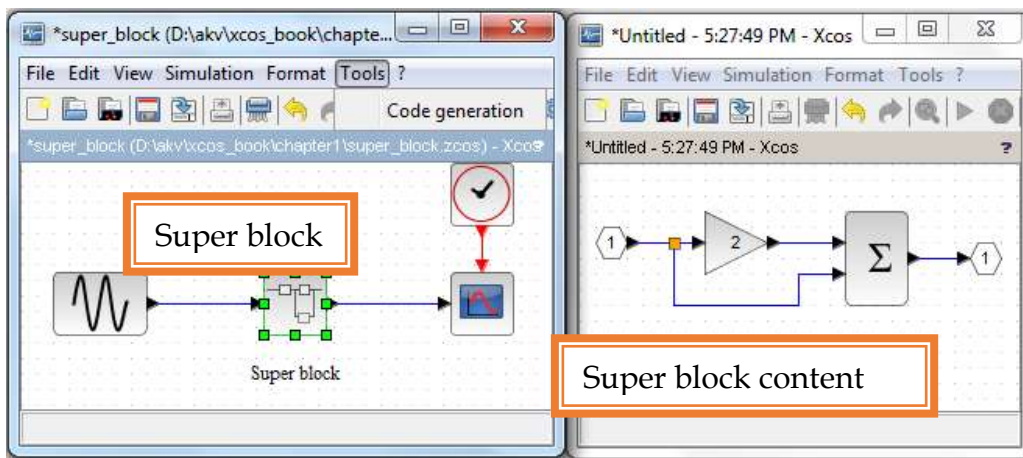 *super_block (D:\akv\xcos_book\chapte...
File Edit View Simulation Format Tools ?
Code generation
*super_block (D:\akv\xcos_book\chapter1\super_block.zcos) - Xcos
?
Super block
Super block
*Untitled - 5:27:49 PM - Xcos
File Edit View Simulation Format Tools ?
*Untitled - 5:27:49 PM - Xcos
?
1
2
Σ
1
Super block content